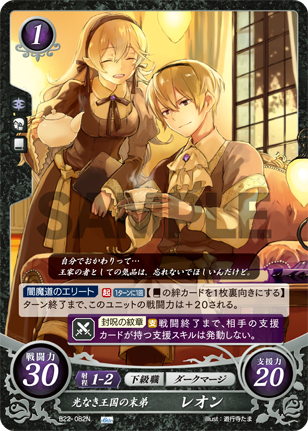 1
SAMPLE
自分でおかわりって…
王家の者としての気品は、忘れないでほしいんだけど。
闇魔道のエリート 起 1ターンに1回 【■の絆カードを1枚裏向きにする】
ターン終了まで、このユニットの戦闘力は+20される。
封呪の紋章 支 戦闘終了まで、相手の支援
カードが持つ支援スキルは発動しない。
戦闘力
30
射程 1-2 下級職 ダークマージ
支援力
20
光なき王国の末弟 レオン
B22-082N
Illust:遊行寺たま